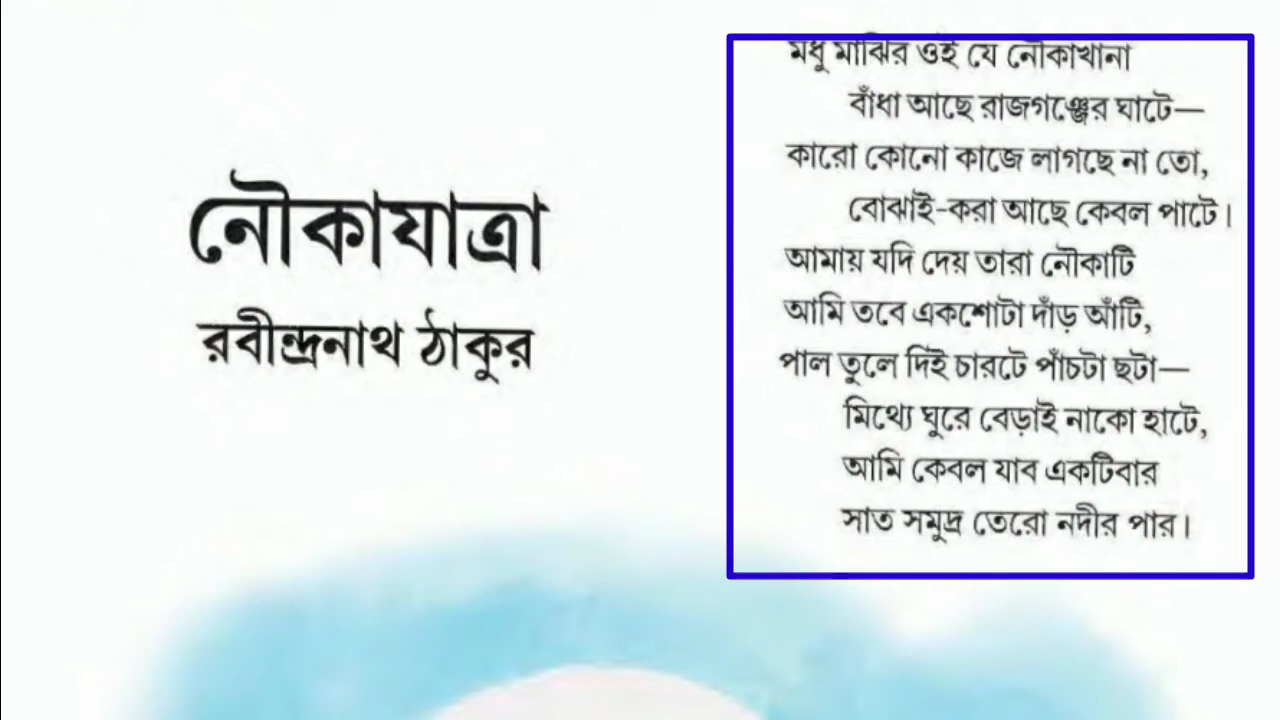 নৌকাযাত্রা
রবীন্দ্রনাথ ঠাকুর
মধু মাঝির ওই যে নৌকাখানা
বাঁধা আছে রাজগঞ্জের ঘাটে—
কারো কোনো কাজে লাগছে না তো,
বোঝাই-করা আছে কেবল পাটে।
আমায় যদি দেয় তারা নৌকাটি
আমি তবে একশোটা দাঁড় আঁটি,
পাল তুলে দিই চারটে পাঁচটা ছটা—
মিথ্যে ঘুরে বেড়াই নাকো হাটে,
আমি কেবল যাব একটিবার
সাত সমুদ্র তেরো নদীর পার।